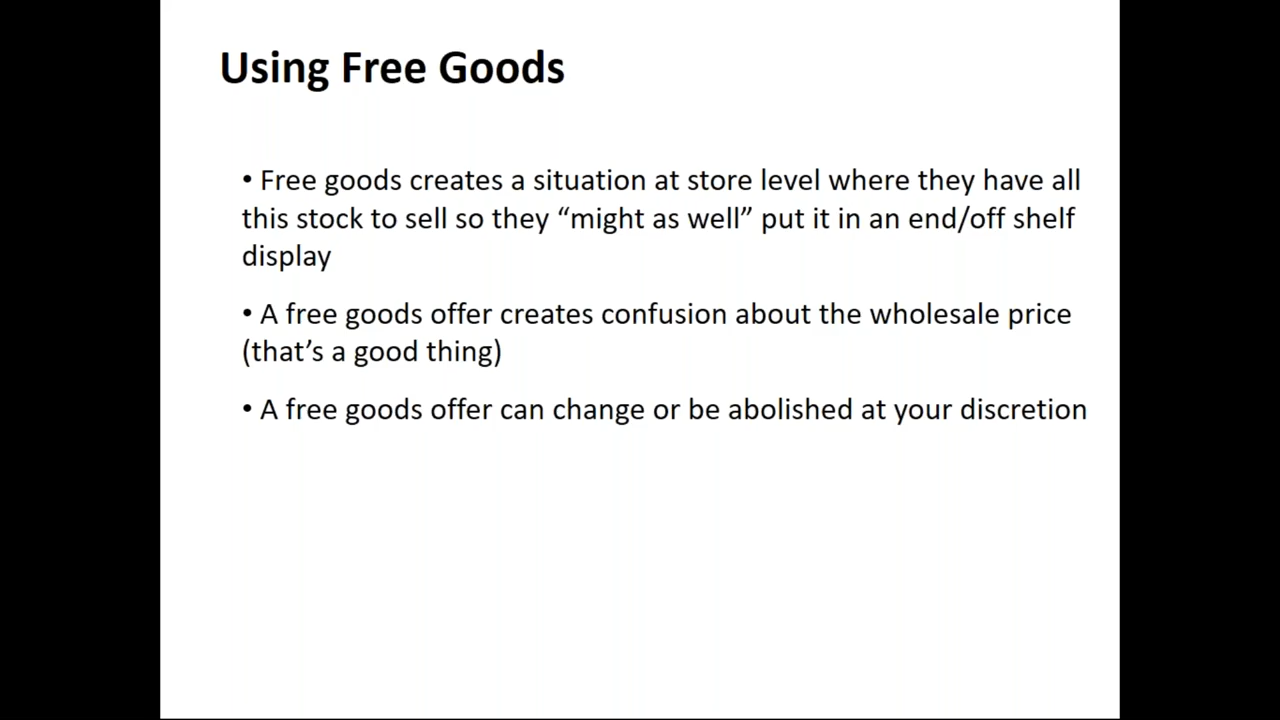 Using Free Goods
• Free goods creates a situation at store level where they have all
this stock to sell so they “might as well” put it in an end/off shelf
display
• A free goods offer creates confusion about the wholesale price
(that’s a good thing)
• A free goods offer can change or be abolished at your discretion